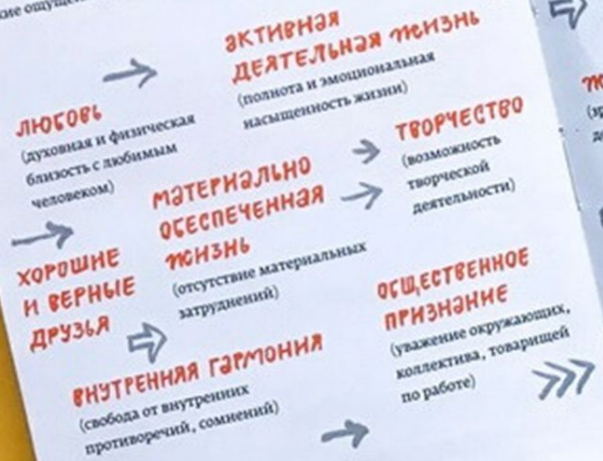 кие ощуще
АКТИВНАЯ
ДЕЯТЕЛЬНАЯ ЖИЗНЬ
(полнота и эмоциональная
насыщенность жизни)
ЛЮБОВЬ
(духовная и физическая
близость с любимым
человеком)
ТВОРЧЕСТВО
(возможность
творческой
деятельности)
МАТЕРИАЛЬНО
ОБЕСПЕЧЕННАЯ
ЖИЗНЬ
(отсутствие материальных
затруднений)
ХОРОШИЕ
И ВЕРНЫЕ
ДРУЗЬЯ
ОБЩЕСТВЕННОЕ
ПРИЗНАНИЕ
(уважение окружающих,
коллектива, товарищей
по работе)
ВНУТРЕННЯЯ ГАРМОНИЯ
(свобода от внутренних
противоречий, сомнений)